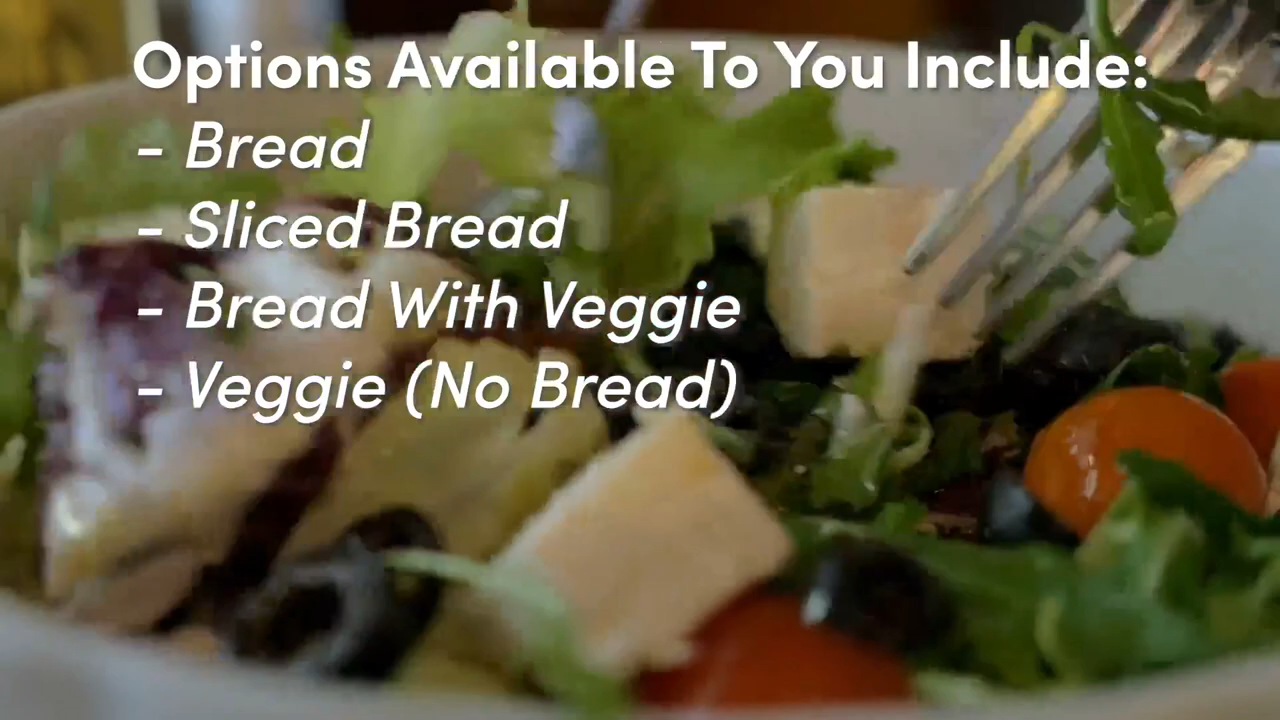 Options Available To You Include:
- Bread
- Sliced Bread
- Bread With Veggie
- Veggie (No Bread)